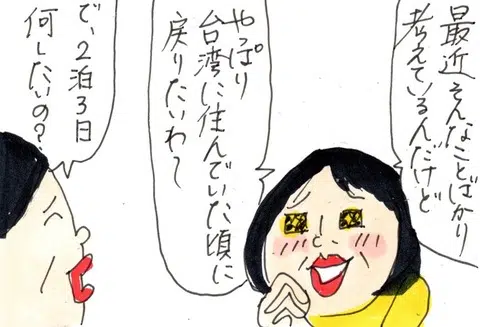 最近そんなことばかり
考えているんだけど
やっぱり
台湾に住んでいた頃に
戻りたいわ〜
で、2泊3日
何したいの?